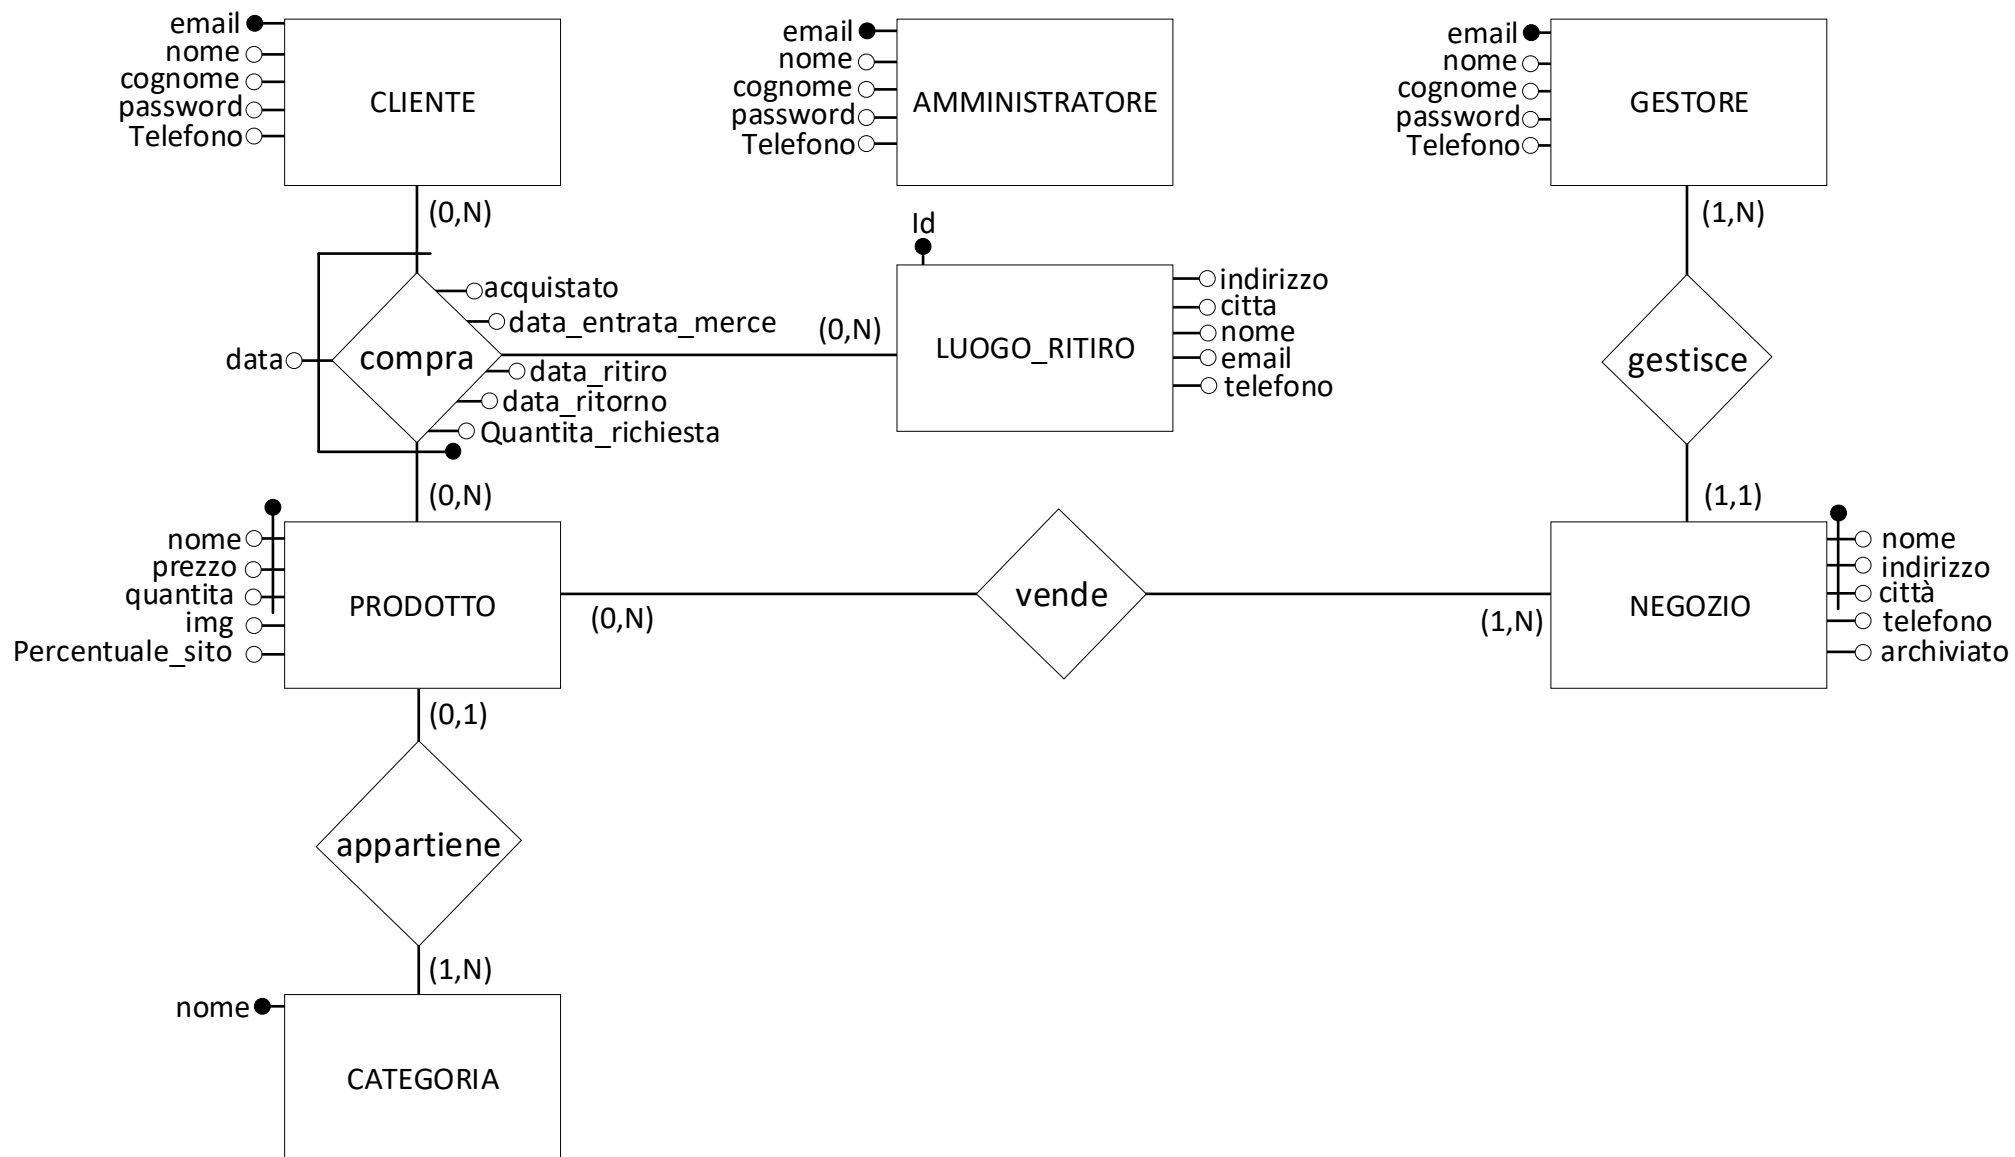 email
nome
cognome
password
Telefono
CLIENTE
email
nome
cognome
password
Telefono
AMMINISTRATORE
email
nome
cognome
password
Telefono
GESTORE
(0,N)
(1,N)
Id
acquistato
data_entrata_merce
data
compra
data_ritiro
data_ritorno
Quantita_richiesta
(0,N)
LUOGO_RITIRO
indirizzo
citta
nome
email
telefono
gestisce
(0,N)
(1,1)
nome
prezzo
quantita
img
Percentuale_sito
PRODOTTO
(0,N)
vende
(1,N)
NEGOZIO
nome
indirizzo
città
telefono
archiviato
(0,1)
appartiene
(1,N)
nome
CATEGORIA